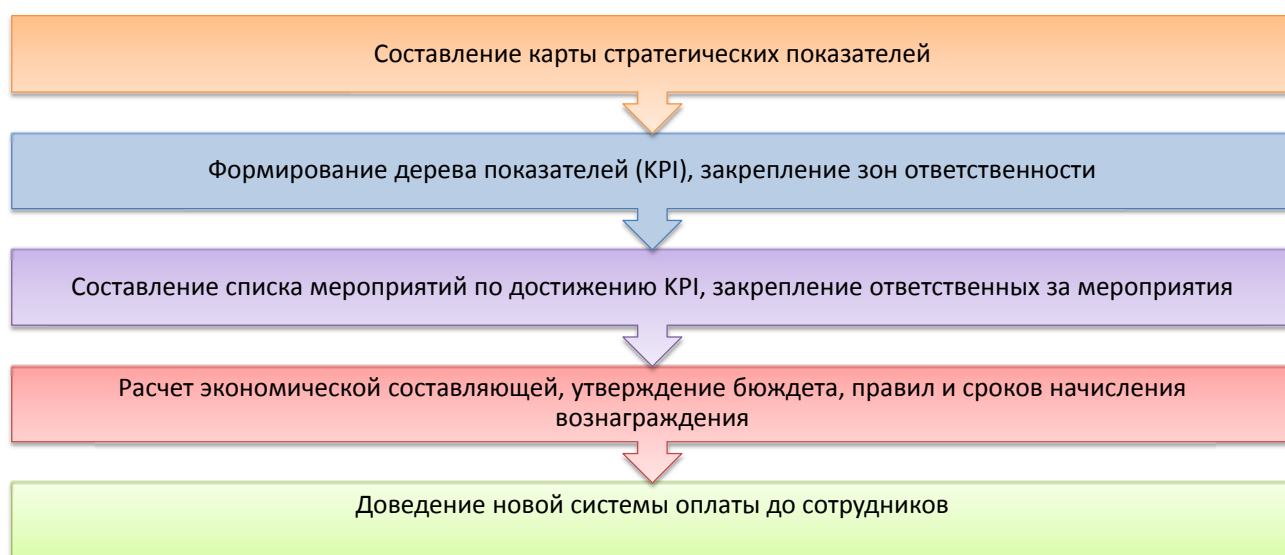 Составление карты стратегических показателей
Формирование дерева показателей (KPI), закрепление зон ответственности
Составление списка мероприятий по достижению KPI, закрепление ответственных за мероприятия
Расчет экономической составляющей, утверждение бюждета, правил и сроков начисления
вознаграждения
Доведение новой системы оплаты до сотрудников